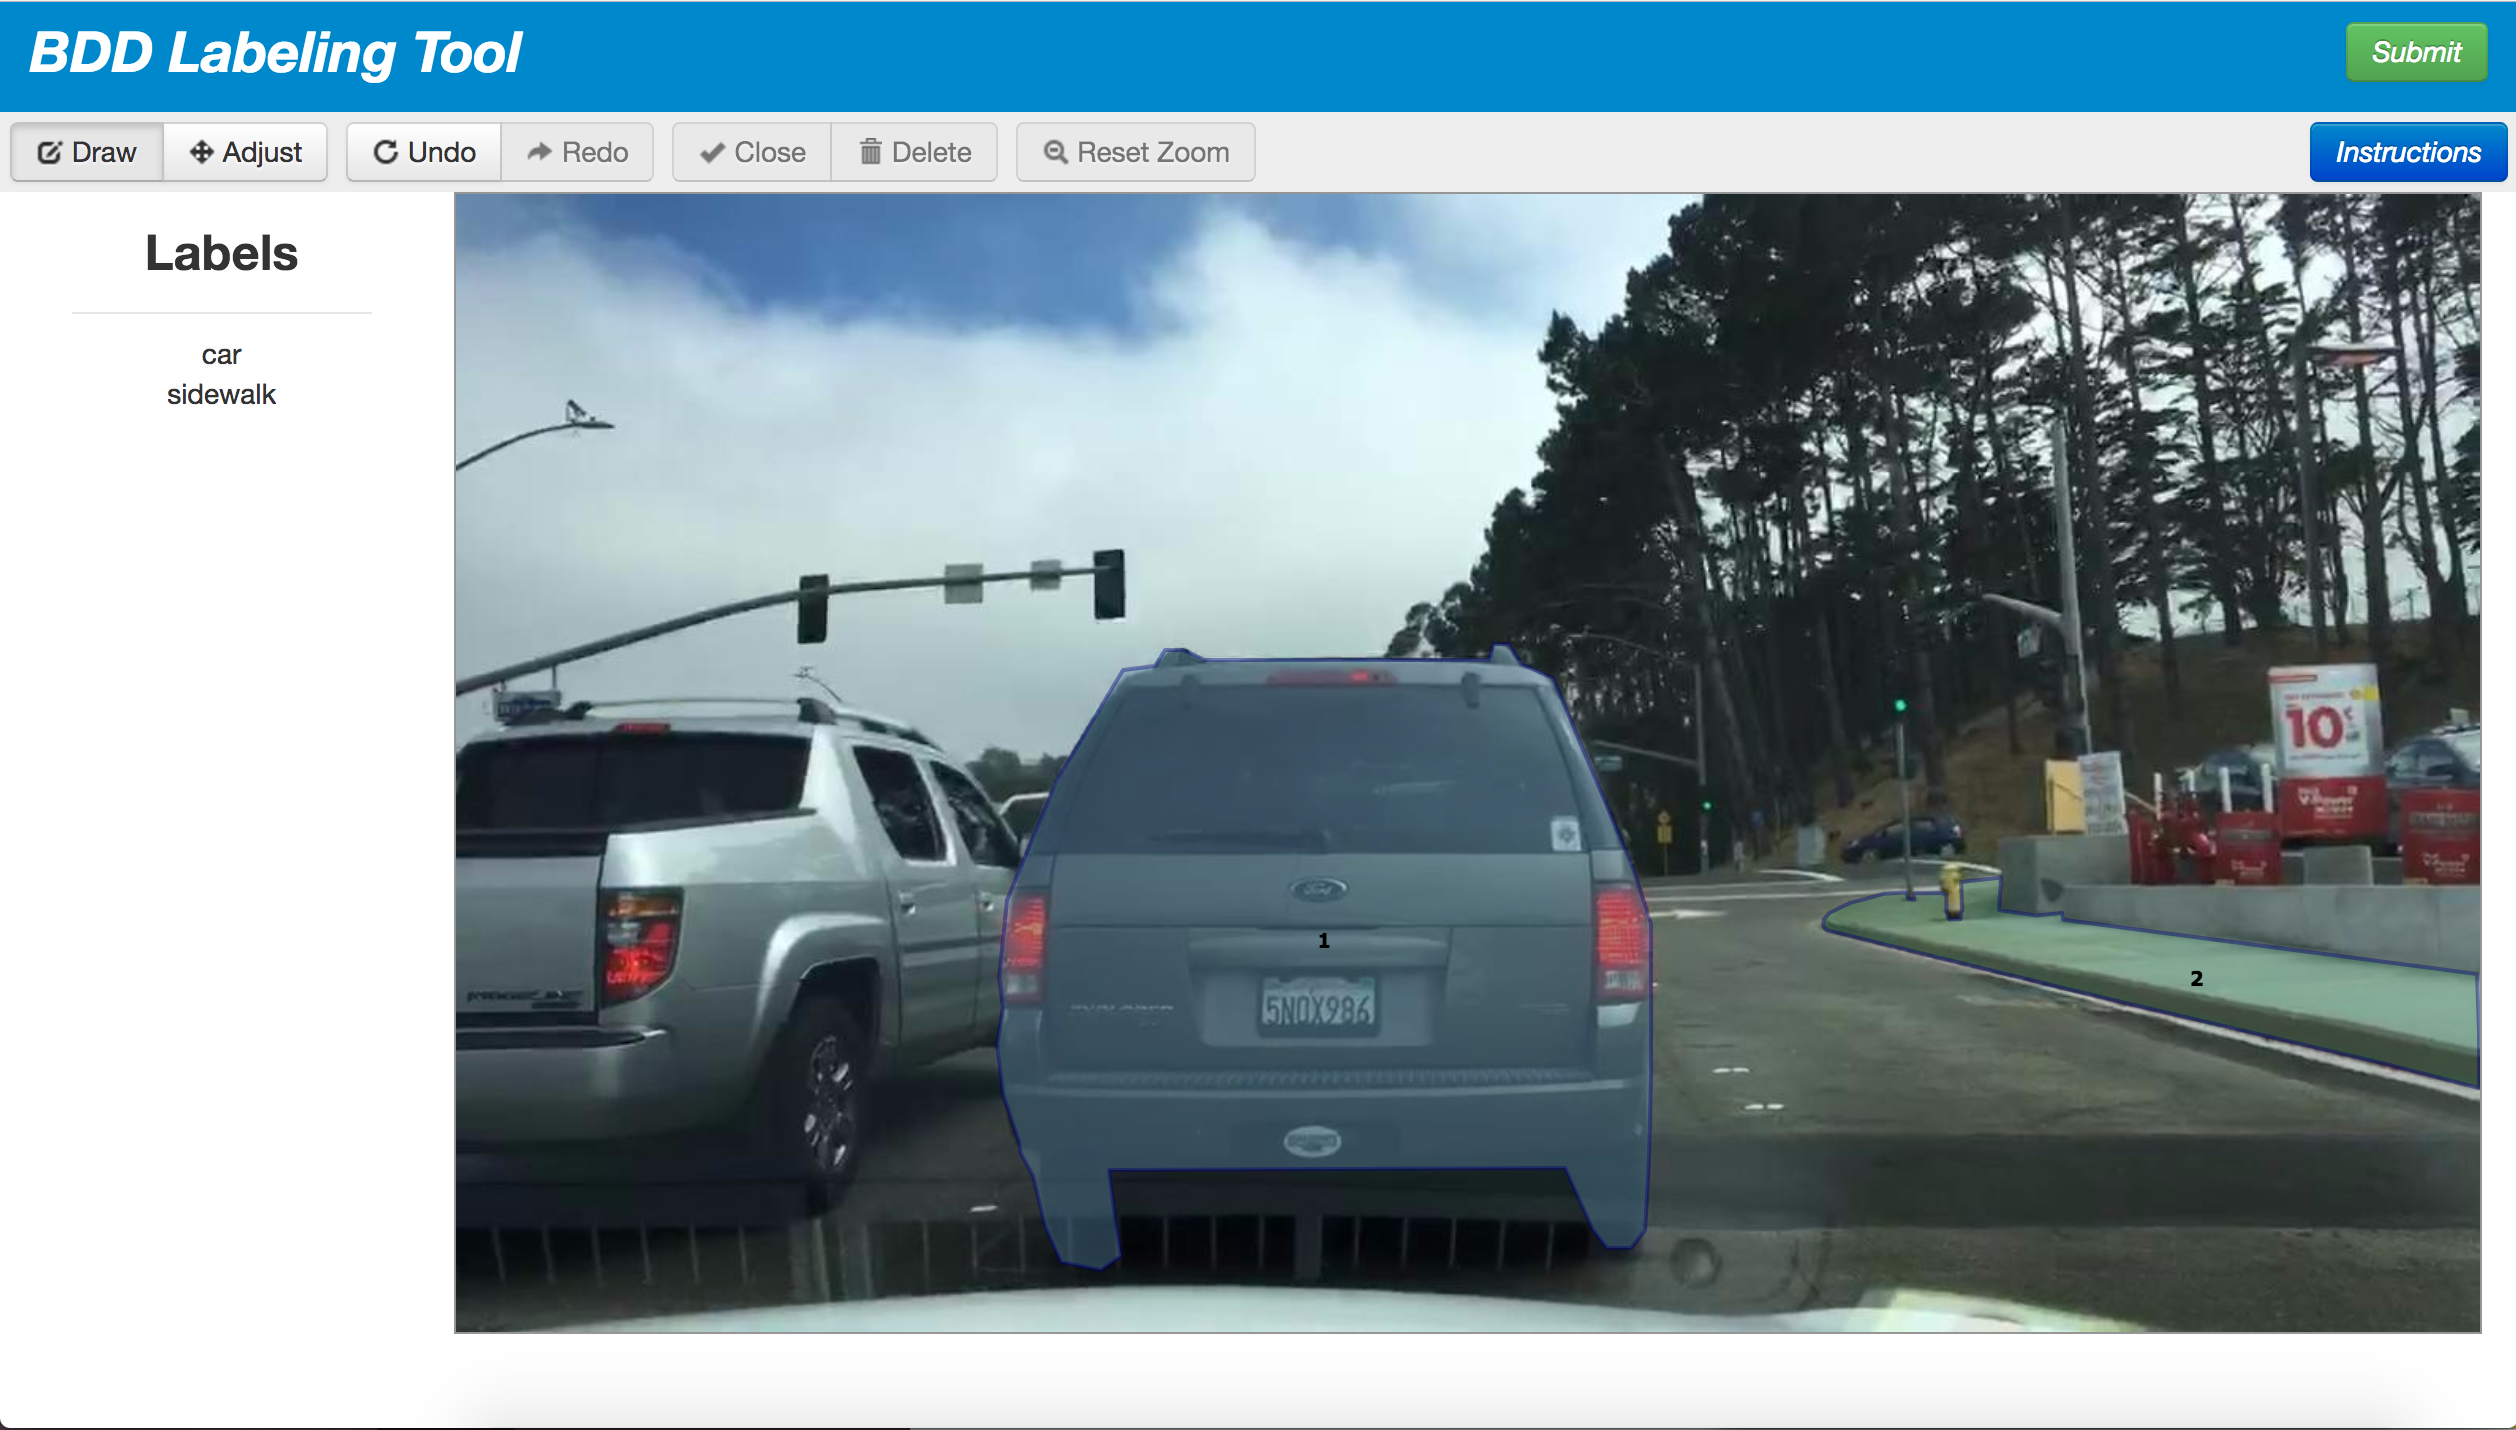 BDD Labeling Tool
Submit
Draw
Adjust
Undo
Redo
Close
Delete
Reset Zoom
Instructions
Labels
car
sidewalk
10
Ford
1
5NOX986
2